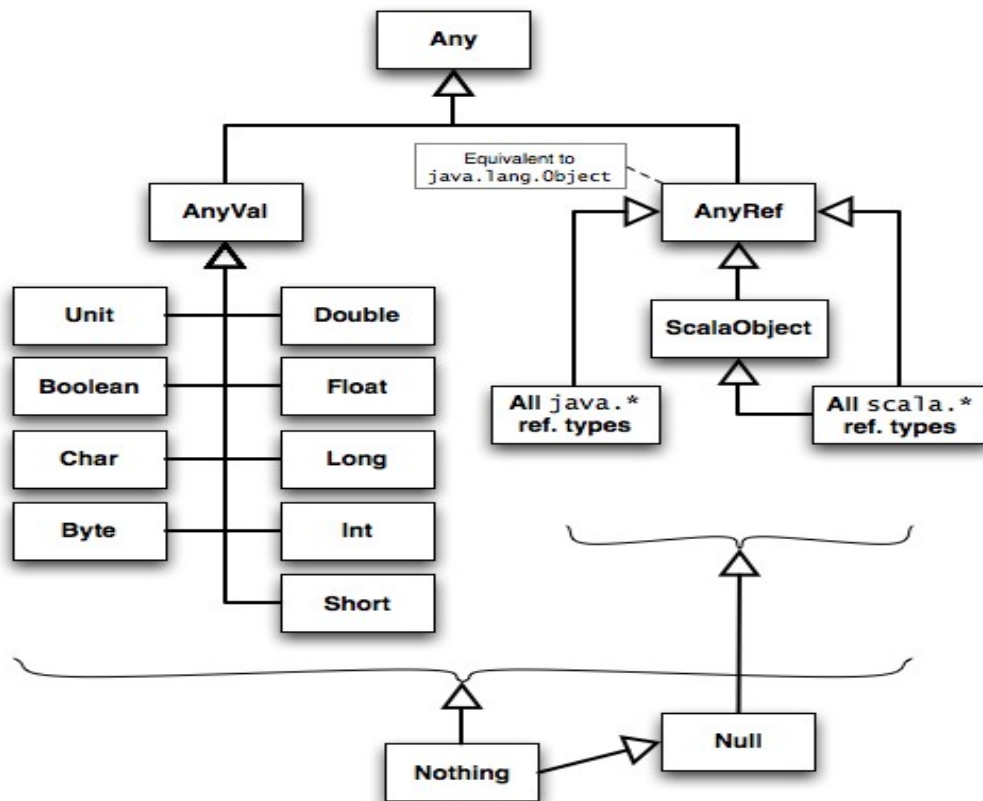 Any
Equivalent to
java.lang.Object
AnyVal
AnyRef
Unit
Double
ScalaObject
Boolean
Float
All java.*
ref. types
All scala.*
ref. types
Char
Long
Byte
Int
Short
Null
Nothing